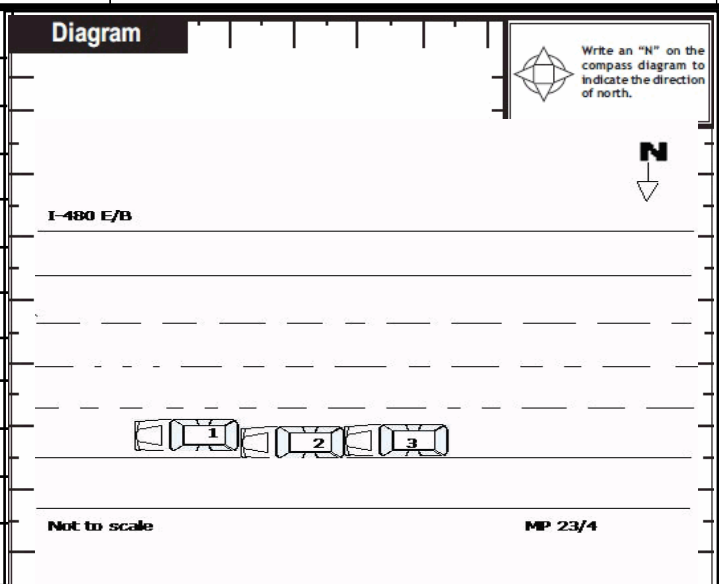 Diagram
Write an “N” on the
compass diagram to
indicate the direction
of north.
N
I-480 E/B
1
2
3
Not to scale
MP 23/4